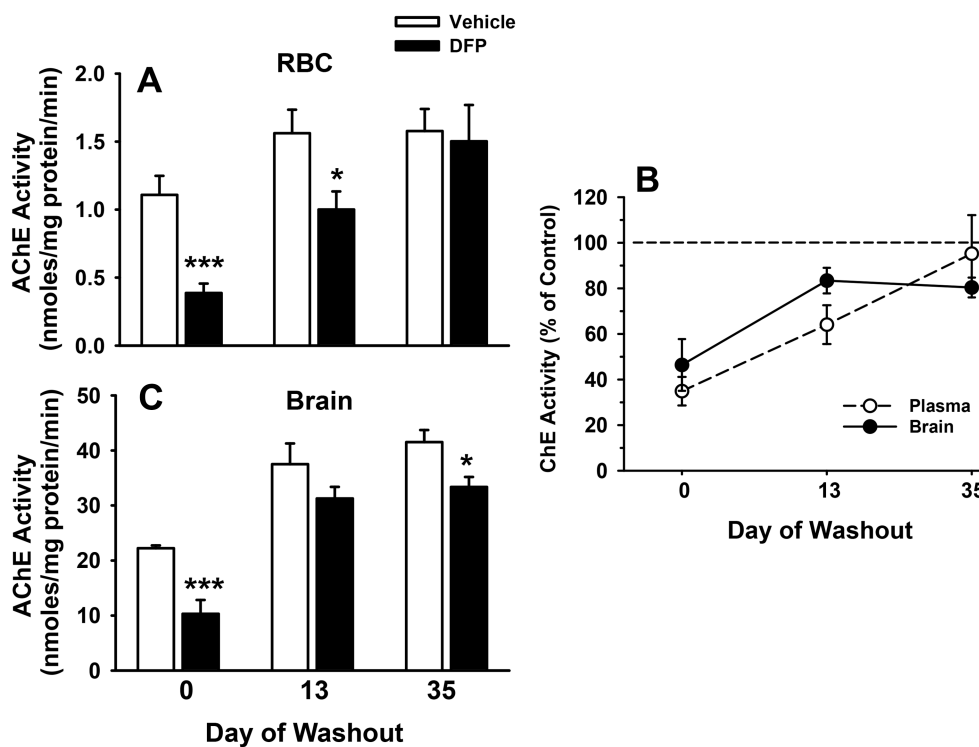 Vehicle
DFP
A
RBC
AChE Activity
(nmoles/mg protein/min)
2.0
1.5
1.0
0.5
0.0
***
*
C
Brain
AChE Activity
(nmoles/mg protein/min)
50
40
30
20
10
0
***
*
0 13 35
Day of Washout
B
ChE Activity (% of Control)
120
100
80
60
40
20
0
Plasma
Brain
0 13 35
Day of Washout